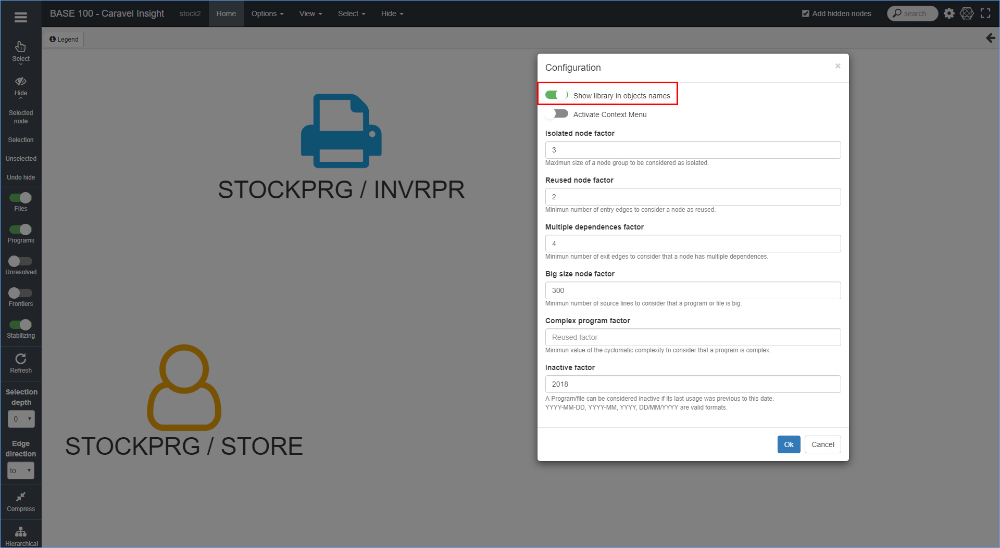 BASE 100 - Caravel Insight
stock2
Home
Options
View
Select
Hide
Add hidden nodes
search
Legend
Select
Hide
Selected
node
Selection
Unselected
Undo hide
Files
Programs
Unresolved
Frontiers
Stabilizing
Refresh
Selection
depth
0
Edge
direction
to
Compress
Hierarchical
STOCKPRG / INVRPR
STOCKPRG / STORE
Configuration
×
Show library in objects names
Activate Context Menu
Isolated node factor
3
Maximun size of a node group to be considered as isolated.
Reused node factor
2
Minimun number of entry edges to consider a node as reused.
Multiple dependences factor
4
Minimun number of exit edges to consider that a node has multiple dependences.
Big size node factor
300
Minimun number of source lines to consider that a program or file is big.
Complex program factor
Reused factor
Minimun value of the cyclomatic complexity to consider that a program is complex.
Inactive factor
2018
A Program/file can be considered inactive if its last usage was previous to this date.
YYYY-MM-DD, YYYY-MM, YYYY, DD/MM/YYYY are valid formats.
Ok
Cancel